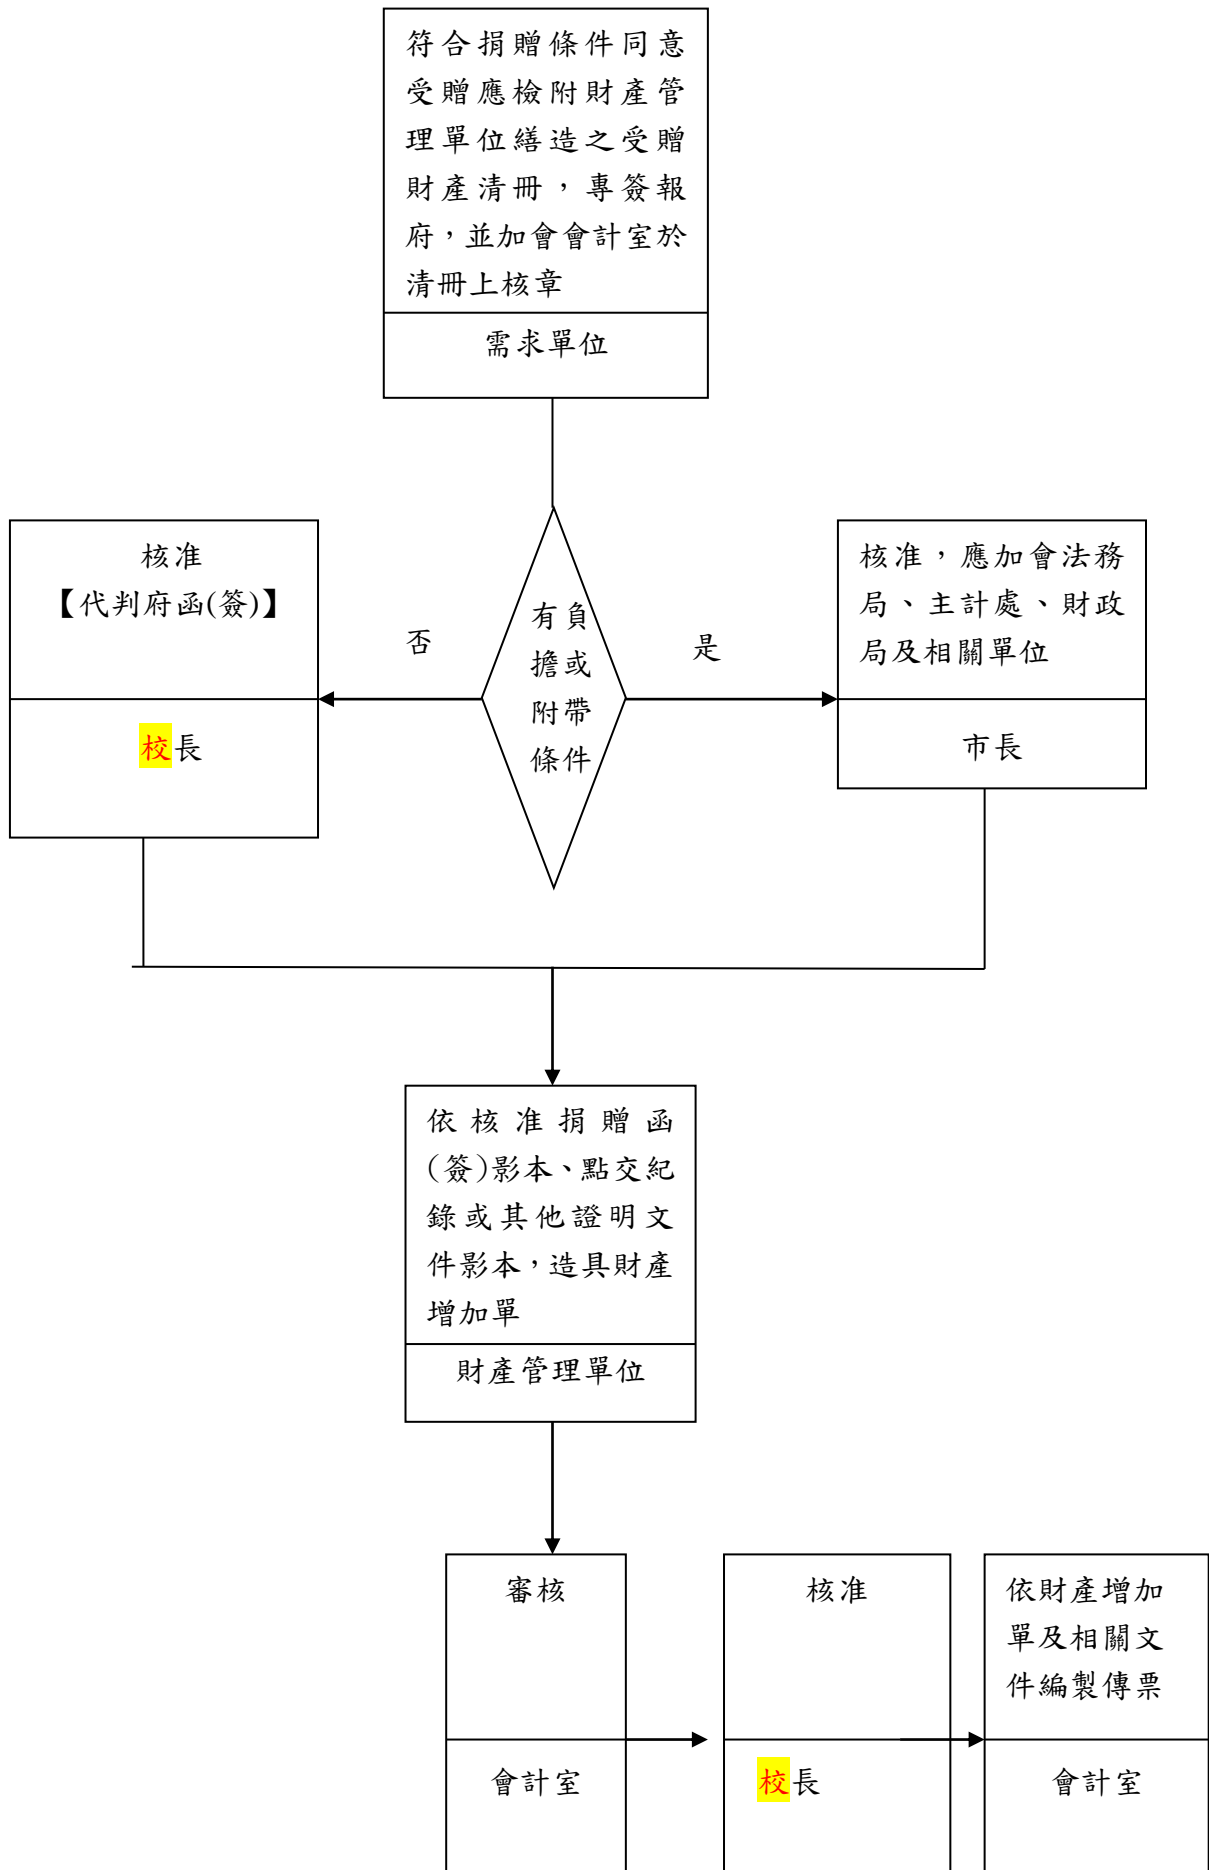 符合捐贈條件同意
受贈應檢附財產管
理單位繕造之受贈
財產清冊，專簽報
府，並加會會計室於
清冊上核章
需求單位
核准
【代判府函(簽)】
校長
否
有負
擔或
附帶
條件
是
核准，應加會法務
局、主計處、財政
局及相關單位
市長
依核准捐贈函
(簽)影本、點交紀
錄或其他證明文
件影本，造具財產
增加單
財產管理單位
審核
會計室
核准
校長
依財產增加
單及相關文
件編製傳票
會計室